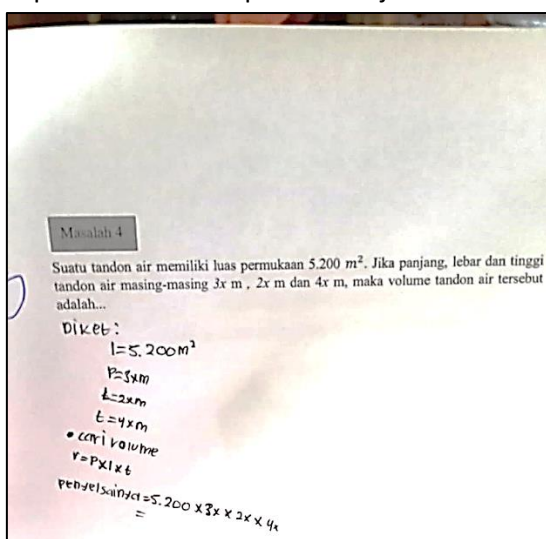 Masalah 4
Suatu tandon air memiliki luas permukaan 5.200 m². Jika panjang, lebar dan tinggi
tandon air masing-masing 3x m , 2x m dan 4x m, maka volume tandon air tersebut
adalah...
Diket:
l=5.200m²
P=3xm
l=2xm
t=4xm
• cari volume
V=Pxlxt
=5.200 x 3x x 2x x 4x
=